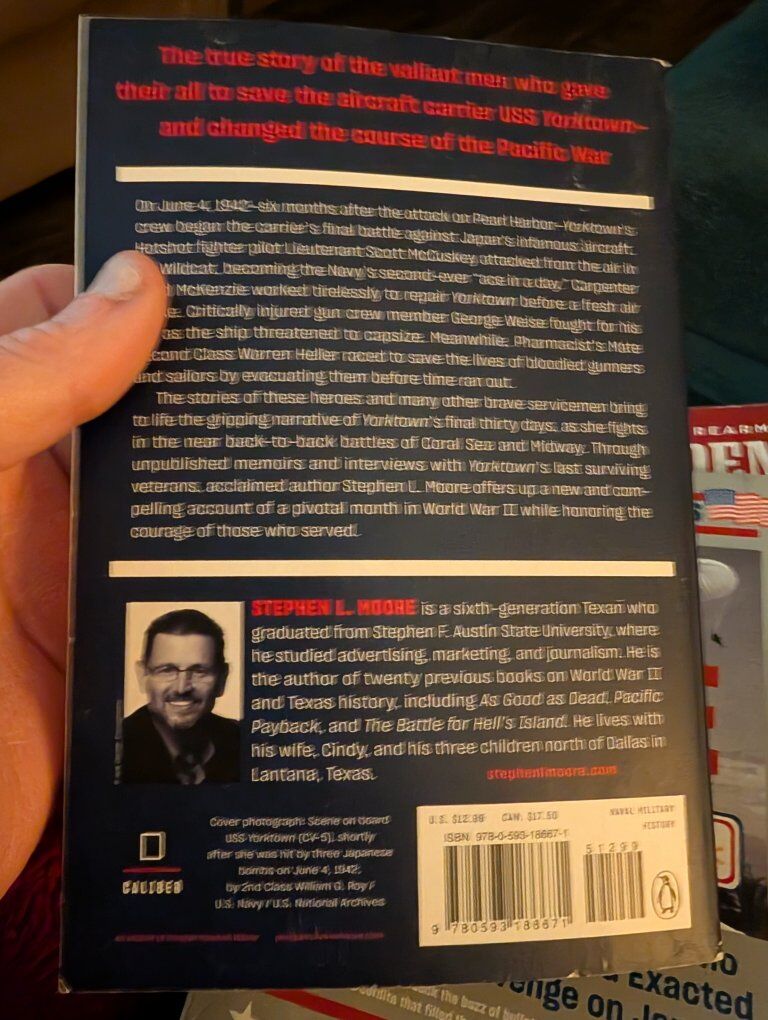 The true story of the valiant men who gave
their all to save the aircraft carrier USS Yorktown—
and changed the course of the Pacific War
On June 4, 1942—six months after the attack on Pearl Harbor—Yorktown's
crew began the carrier's final battle against Japan's infamous aircraft.
Hotshot fighter pilot Lieutenant Scott McCuskey attacked from the air in
Wildcat, becoming the Navy's second-ever "ace in a day." Carpenter
McKenzie worked tirelessly to repair Yorktown before a fresh air
Critically injured gun crew member George Weise fought for his
as the ship threatened to capsize. Meanwhile, Pharmacist's Mate
Second Class Warren Heller raced to save the lives of bloodied gunners
and sailors by evacuating them before time ran out.
The stories of these heroes and many other brave servicemen bring
to life the gripping narrative of Yorktown's final thirty days, as she fights
in the near back-to-back battles of Coral Sea and Midway. Through
unpublished memoirs and interviews with Yorktown's last surviving
veterans, acclaimed author Stephen L. Moore offers up a new and com-
pelling account of a pivotal month in World War II while honoring the
courage of those who served.
STEPHEN L. MOORE is a sixth-generation Texan who
graduated from Stephen F. Austin State University, where
he studied advertising, marketing, and journalism. He is
the author of twenty previous books on World War II
and Texas history, including As Good as Dead, Pacific
Payback, and The Battle for Hell's Island. He lives with
his wife, Cindy, and his three children north of Dallas in
Lantana, Texas.
stephenlmoore.com
Cover photograph: Scene on board
USS Yorktown (CV-5), shortly
after she was hit by three Japanese
bombs on June 4, 1942;
by 2nd Class William G. Roy /
U.S. Navy / U.S. National Archives
CALIBER
U.S. $12.99 CAN. $17.50
NAVAL MILITARY
HISTORY
ISBN 978-0-593-18667-1
51299
9 780593 186671
REARM
Exacted
venge on